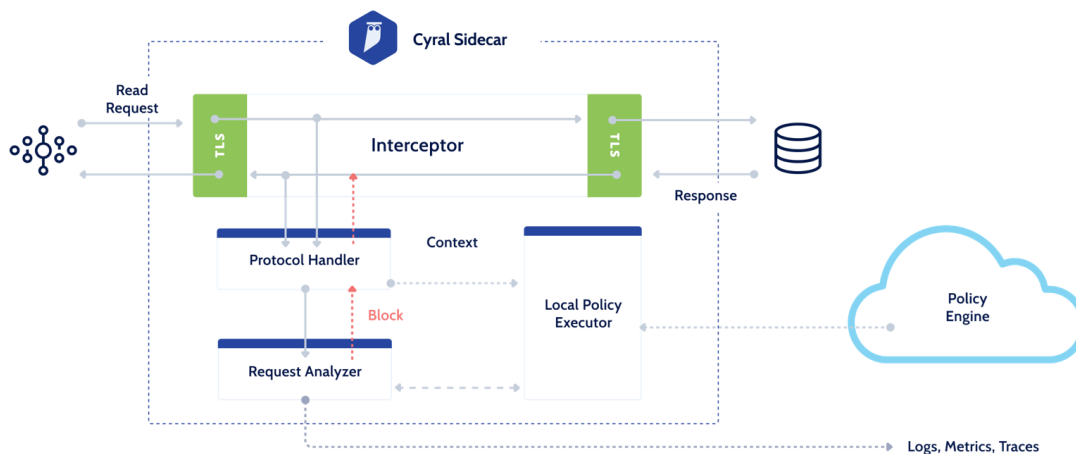 Cyral Sidecar
Read
Request
TLS
Interceptor
TLS
Response
Protocol Handler
Context
Local Policy
Executor
Policy
Engine
Block
Request Analyzer
Logs, Metrics, Traces